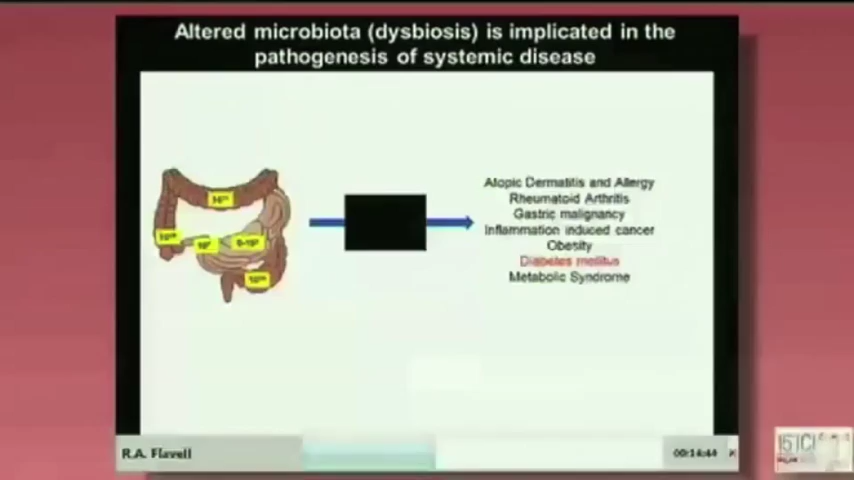 Altered microbiota (dysbiosis) is implicated in the
pathogenesis of systemic disease
Atopic Dermatitis and Allergy
Rheumatoid Arthritis
Gastric malignancy
Inflammation induced cancer
Obesity
Diabetes mellitus
Metabolic Syndrome
R.A. Flavell
00:14:44